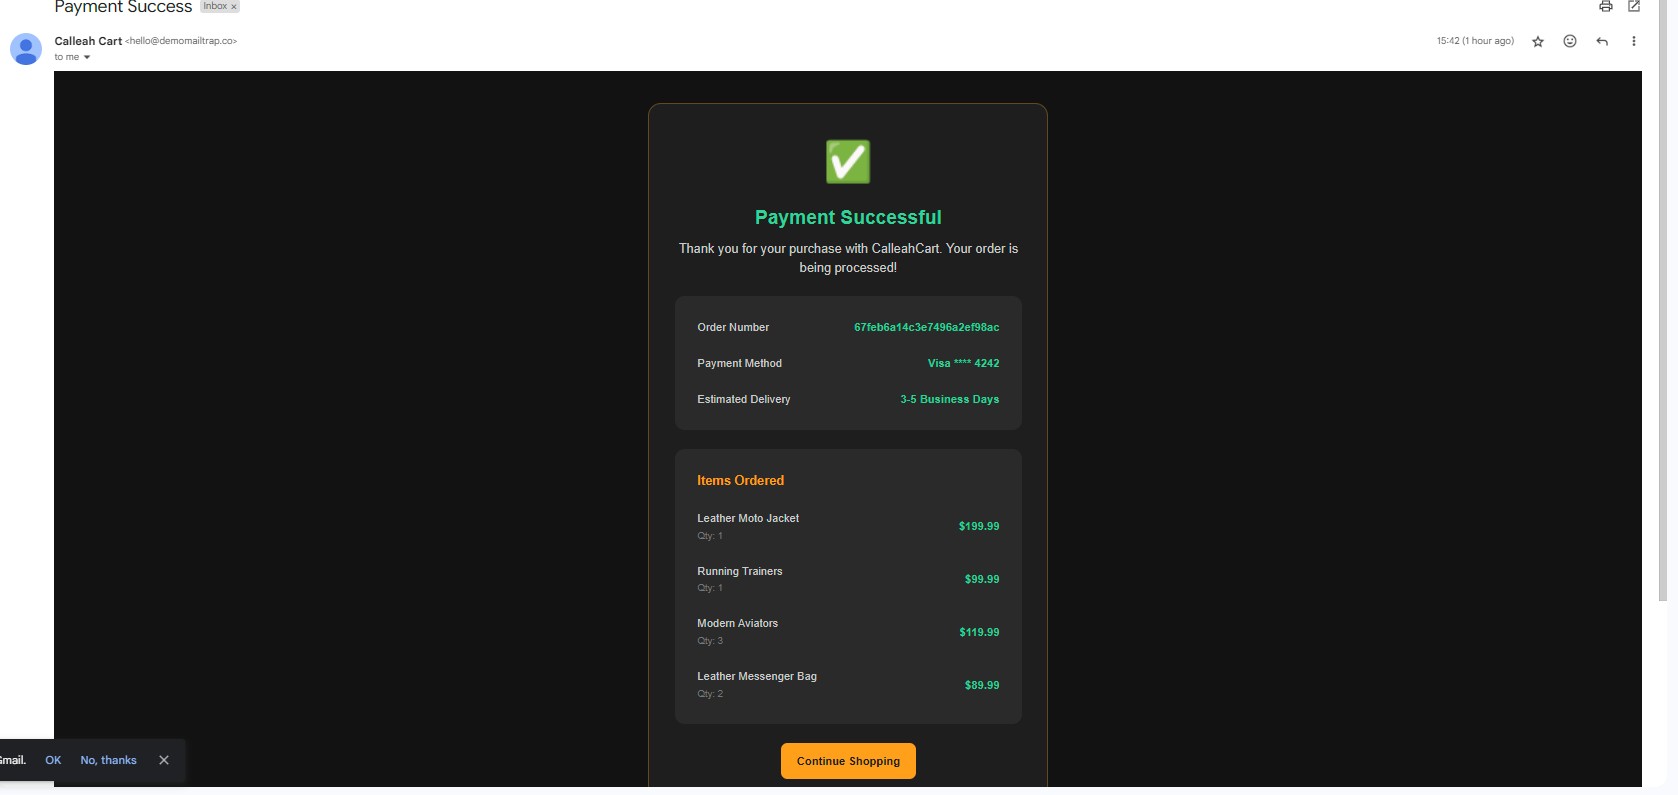 Payment Success Inbox ×
Calleah Cart <hello@demomailtrap.co> 15:42 (1 hour ago)
to me
Payment Successful
Thank you for your purchase with CalleahCart. Your order is
being processed!
Order Number 67feb6a14c3e7496a2ef98ac
Payment Method Visa **** 4242
Estimated Delivery 3-5 Business Days
Items Ordered
Leather Moto Jacket
Qty: 1
$199.99
Running Trainers
Qty: 1
$99.99
Modern Aviators
Qty: 3
$119.99
Leather Messenger Bag
Qty: 2
$89.99
Continue Shopping
Gmail. OK No, thanks